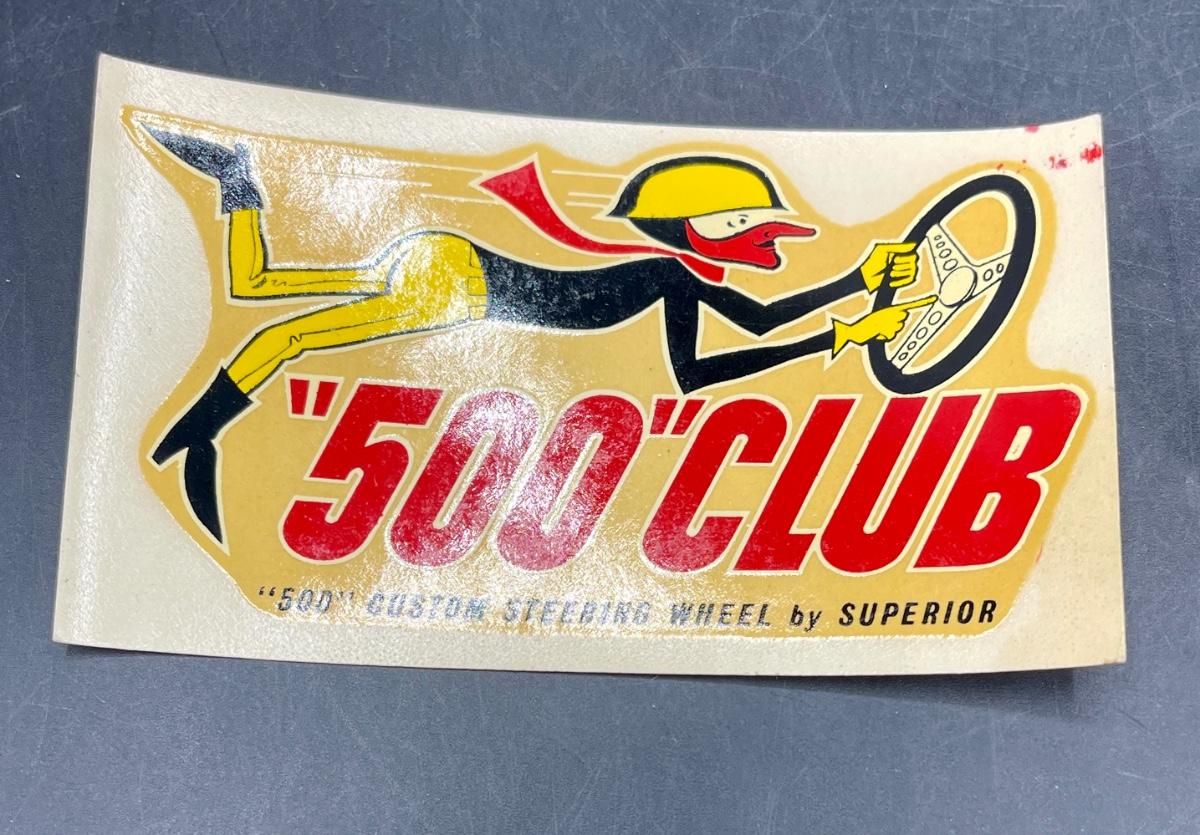 "500" CLUB
"500" CUSTOM STEERING WHEEL by SUPERIOR